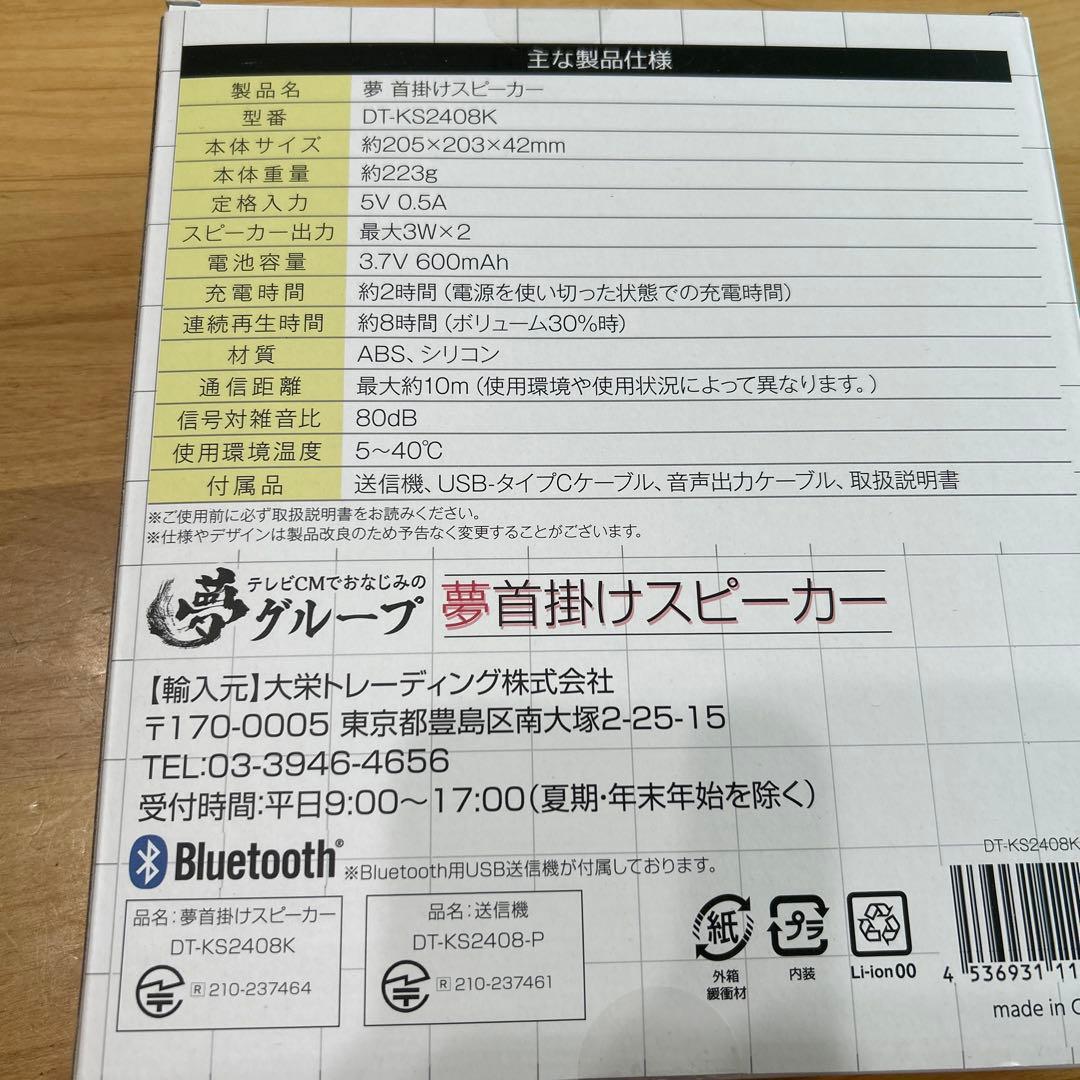 主な製品仕様
製品名 夢 首掛けスピーカー
型番 DT-KS2408K
本体サイズ 約205×203×42mm
本体重量 約223g
定格入力 5V 0.5A
スピーカー出力 最大3W×2
電池容量 3.7V 600mAh
充電時間 約2時間（電源を使い切った状態での充電時間）
連続再生時間 約8時間（ボリューム30%時）
材質 ABS、シリコン
通信距離 最大約10m（使用環境や使用状況によって異なります。）
信号対雑音比 80dB
使用環境温度 5～40℃
付属品 送信機、USB-タイプCケーブル、音声出力ケーブル、取扱説明書
※ご使用前に必ず取扱説明書をお読みください。
※仕様やデザインは製品改良のため予告なく変更することがございます。
テレビCMでおなじみの
夢グループ 夢首掛けスピーカー
【輸入元】大栄トレーディング株式会社
〒170-0005 東京都豊島区南大塚2-25-15
TEL:03-3946-4656
受付時間:平日9:00～17:00（夏期・年末年始を除く）
Bluetooth® ※Bluetooth用USB送信機が付属しております。
品名：夢首掛けスピーカー
DT-KS2408K
R 210-237464
品名：送信機
DT-KS2408-P
R 210-237461
紙
外箱
緩衝材
プラ
内装
Li-ion 00
DT-KS2408K
4 536931 11
made in